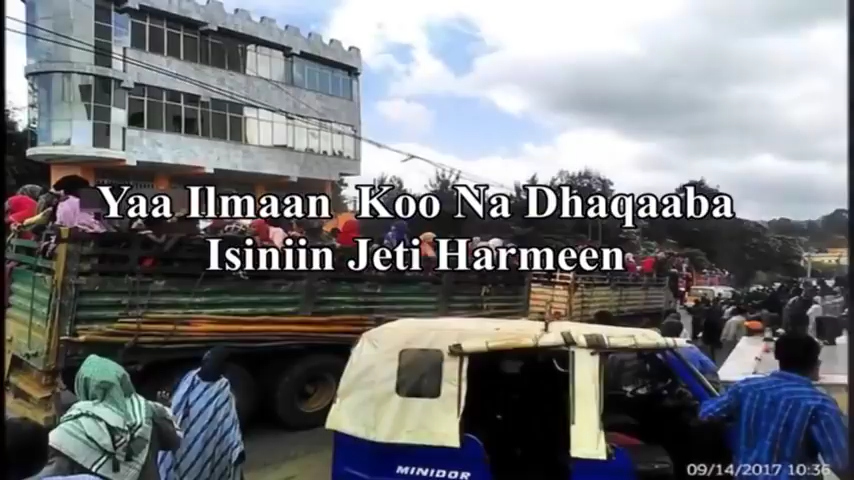 Yaa Ilmaan Koo Na Dhaqaaba
Isiniin Jeti Harmeen
MINIDOR
09/14/2017 10:36